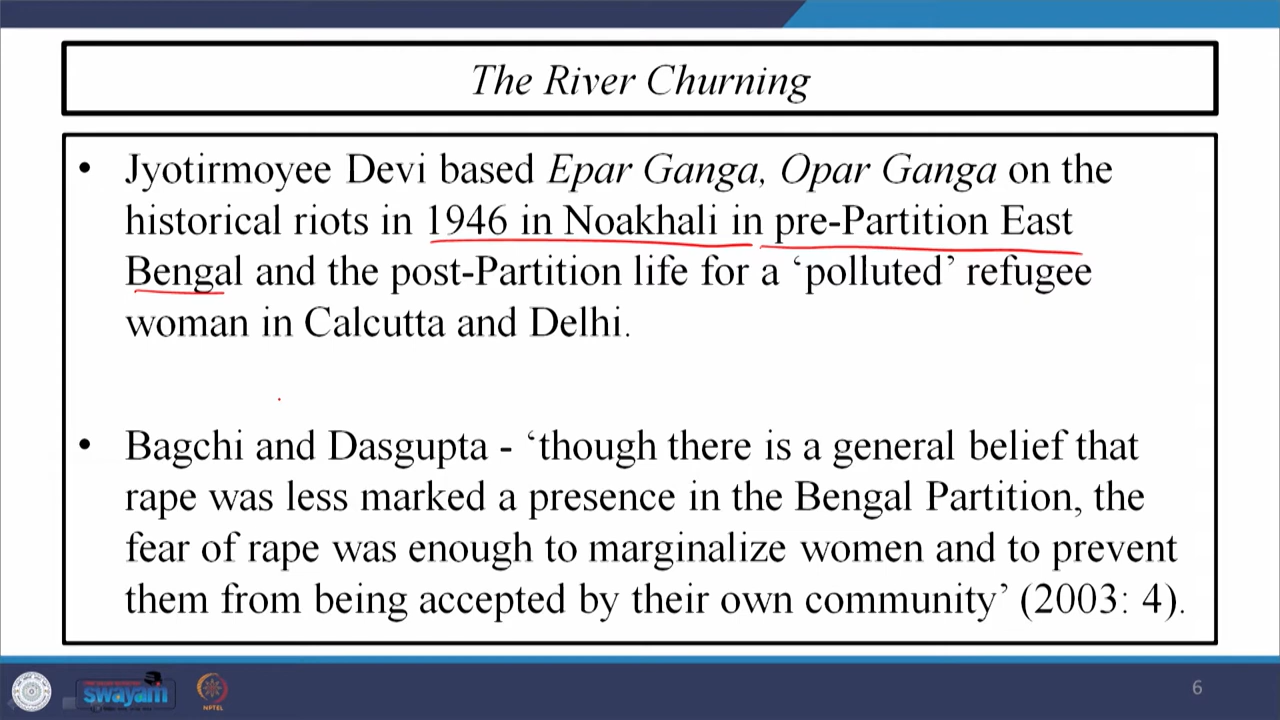 The River Churning
• Jyotirmoyee Devi based Epar Ganga, Opar Ganga on the
historical riots in 1946 in Noakhali in pre-Partition East
Bengal and the post-Partition life for a ‘polluted’ refugee
woman in Calcutta and Delhi.
• Bagchi and Dasgupta - ‘though there is a general belief that
rape was less marked a presence in the Bengal Partition, the
fear of rape was enough to marginalize women and to prevent
them from being accepted by their own community’ (2003: 4).
swayam
NPTEL
6